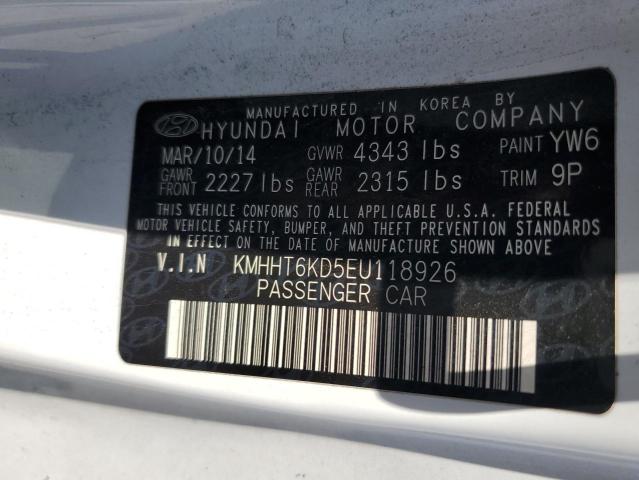 MANUFACTURED IN KOREA BY
HYUNDAI MOTOR COMPANY
MAR/10/14 GVWR 4343 lbs PAINT YW6
GAWR FRONT 2227 lbs GAWR REAR 2315 lbs TRIM 9P
THIS VEHICLE CONFORMS TO ALL APPLICABLE U.S.A. FEDERAL
MOTOR VEHICLE SAFETY, BUMPER, AND THEFT PREVENTION STANDARDS
IN EFFECT ON THE DATE OF MANUFACTURE SHOWN ABOVE.
V.I.N KMHHT6KD5EU118926
PASSENGER CAR